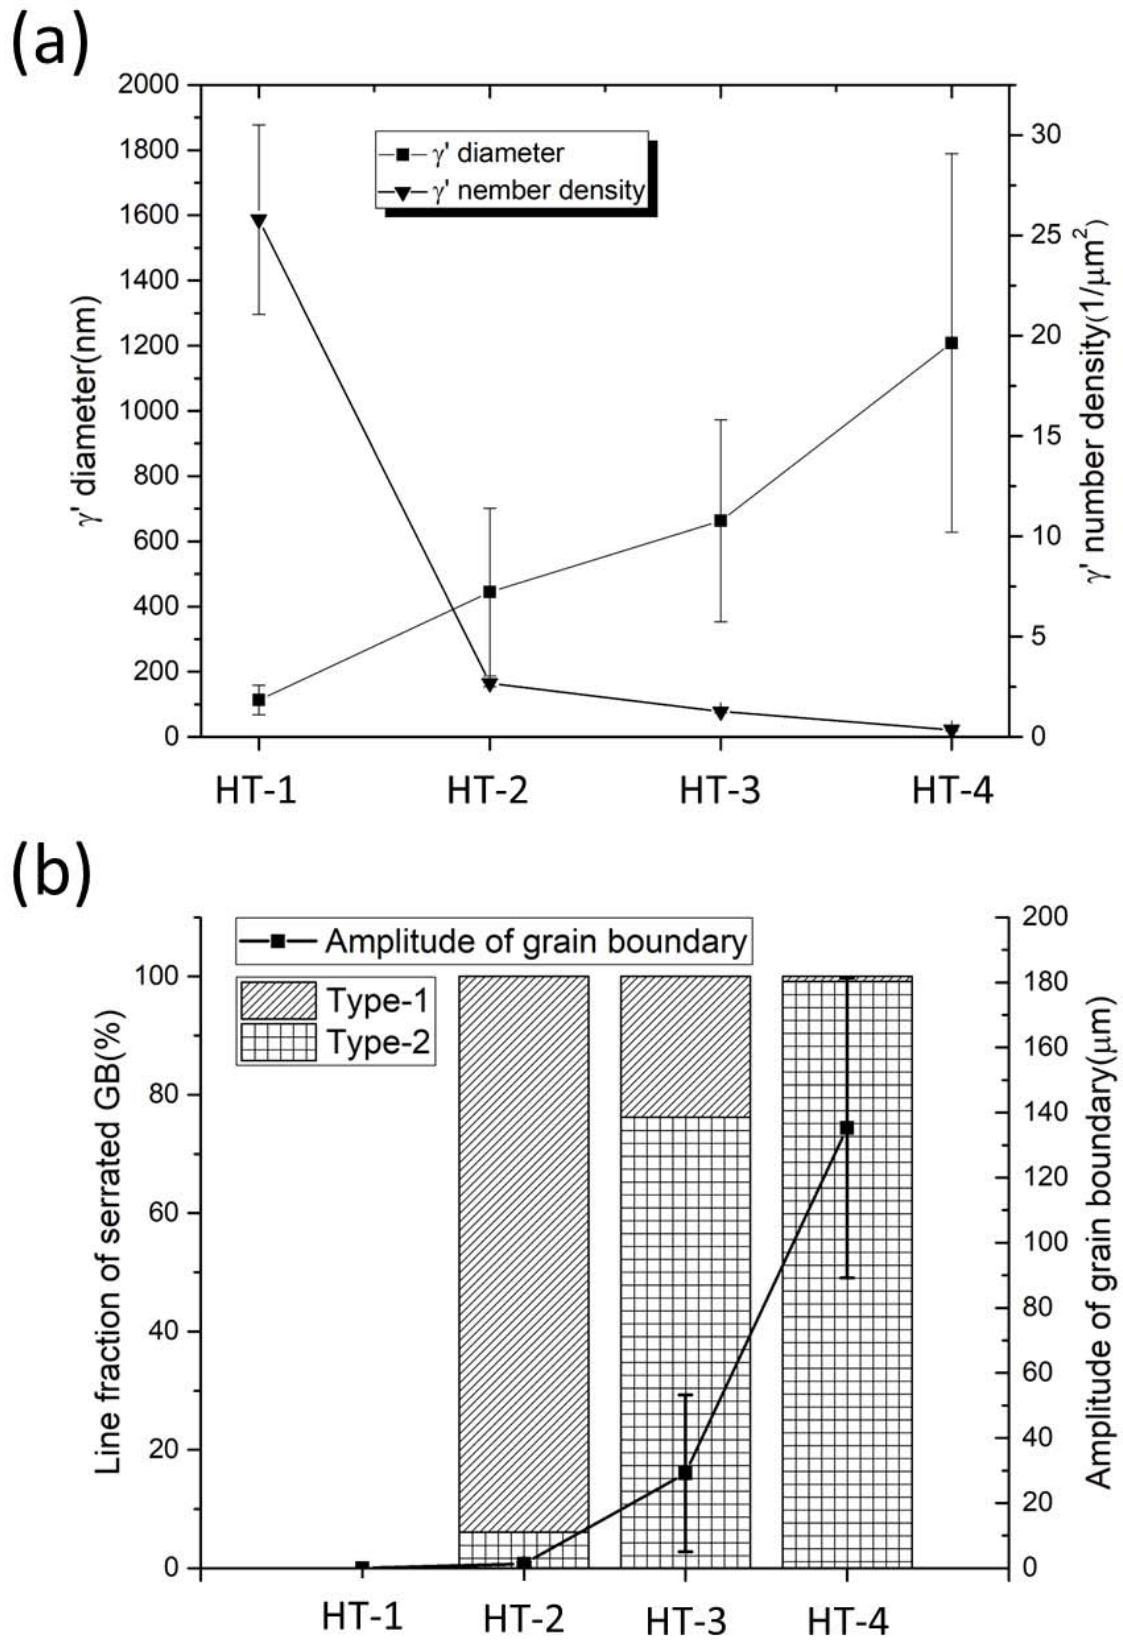 (a)
2000
1800
1600
1400
1200
1000
800
600
400
200
0
γ' diameter(nm)
γ' diameter
γ' nember density
30
25
20
15
10
5
0
γ' number density(1/μm²)
HT-1 HT-2 HT-3 HT-4
(b)
100
80
60
40
20
0
Line fraction of serrated GB(%)
Amplitude of grain boundary
Type-1
Type-2
200
180
160
140
120
100
80
60
40
20
0
Amplitude of grain boundary(μm)
HT-1 HT-2 HT-3 HT-4